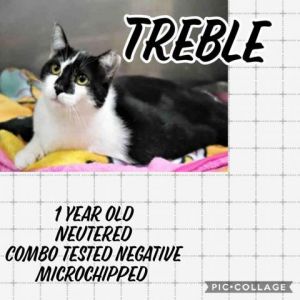 TREBLE
1 YEAR OLD
NEUTERED
COMBO TESTED NEGATIVE
MICROCHIPPED
PIC•COLLAGE